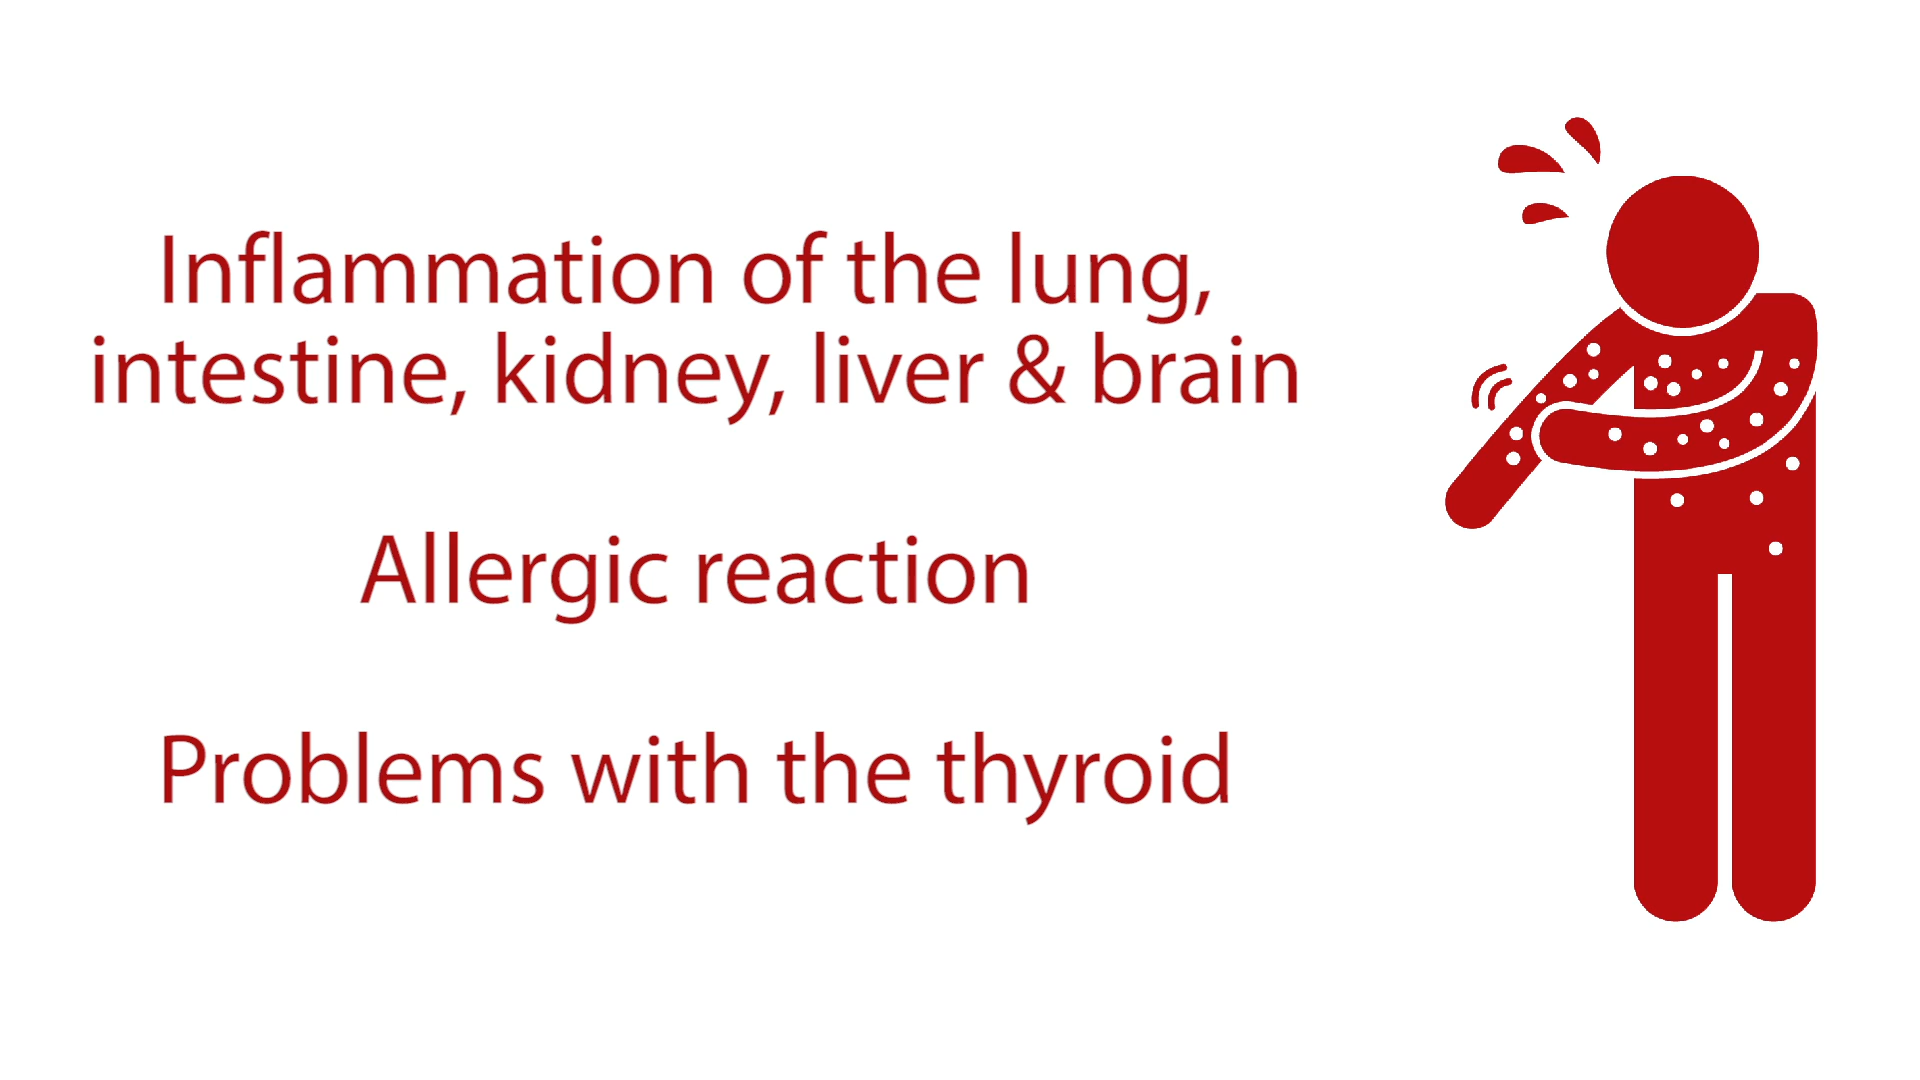 Inflammation of the lung,
intestine, kidney, liver & brain
Allergic reaction
Problems with the thyroid